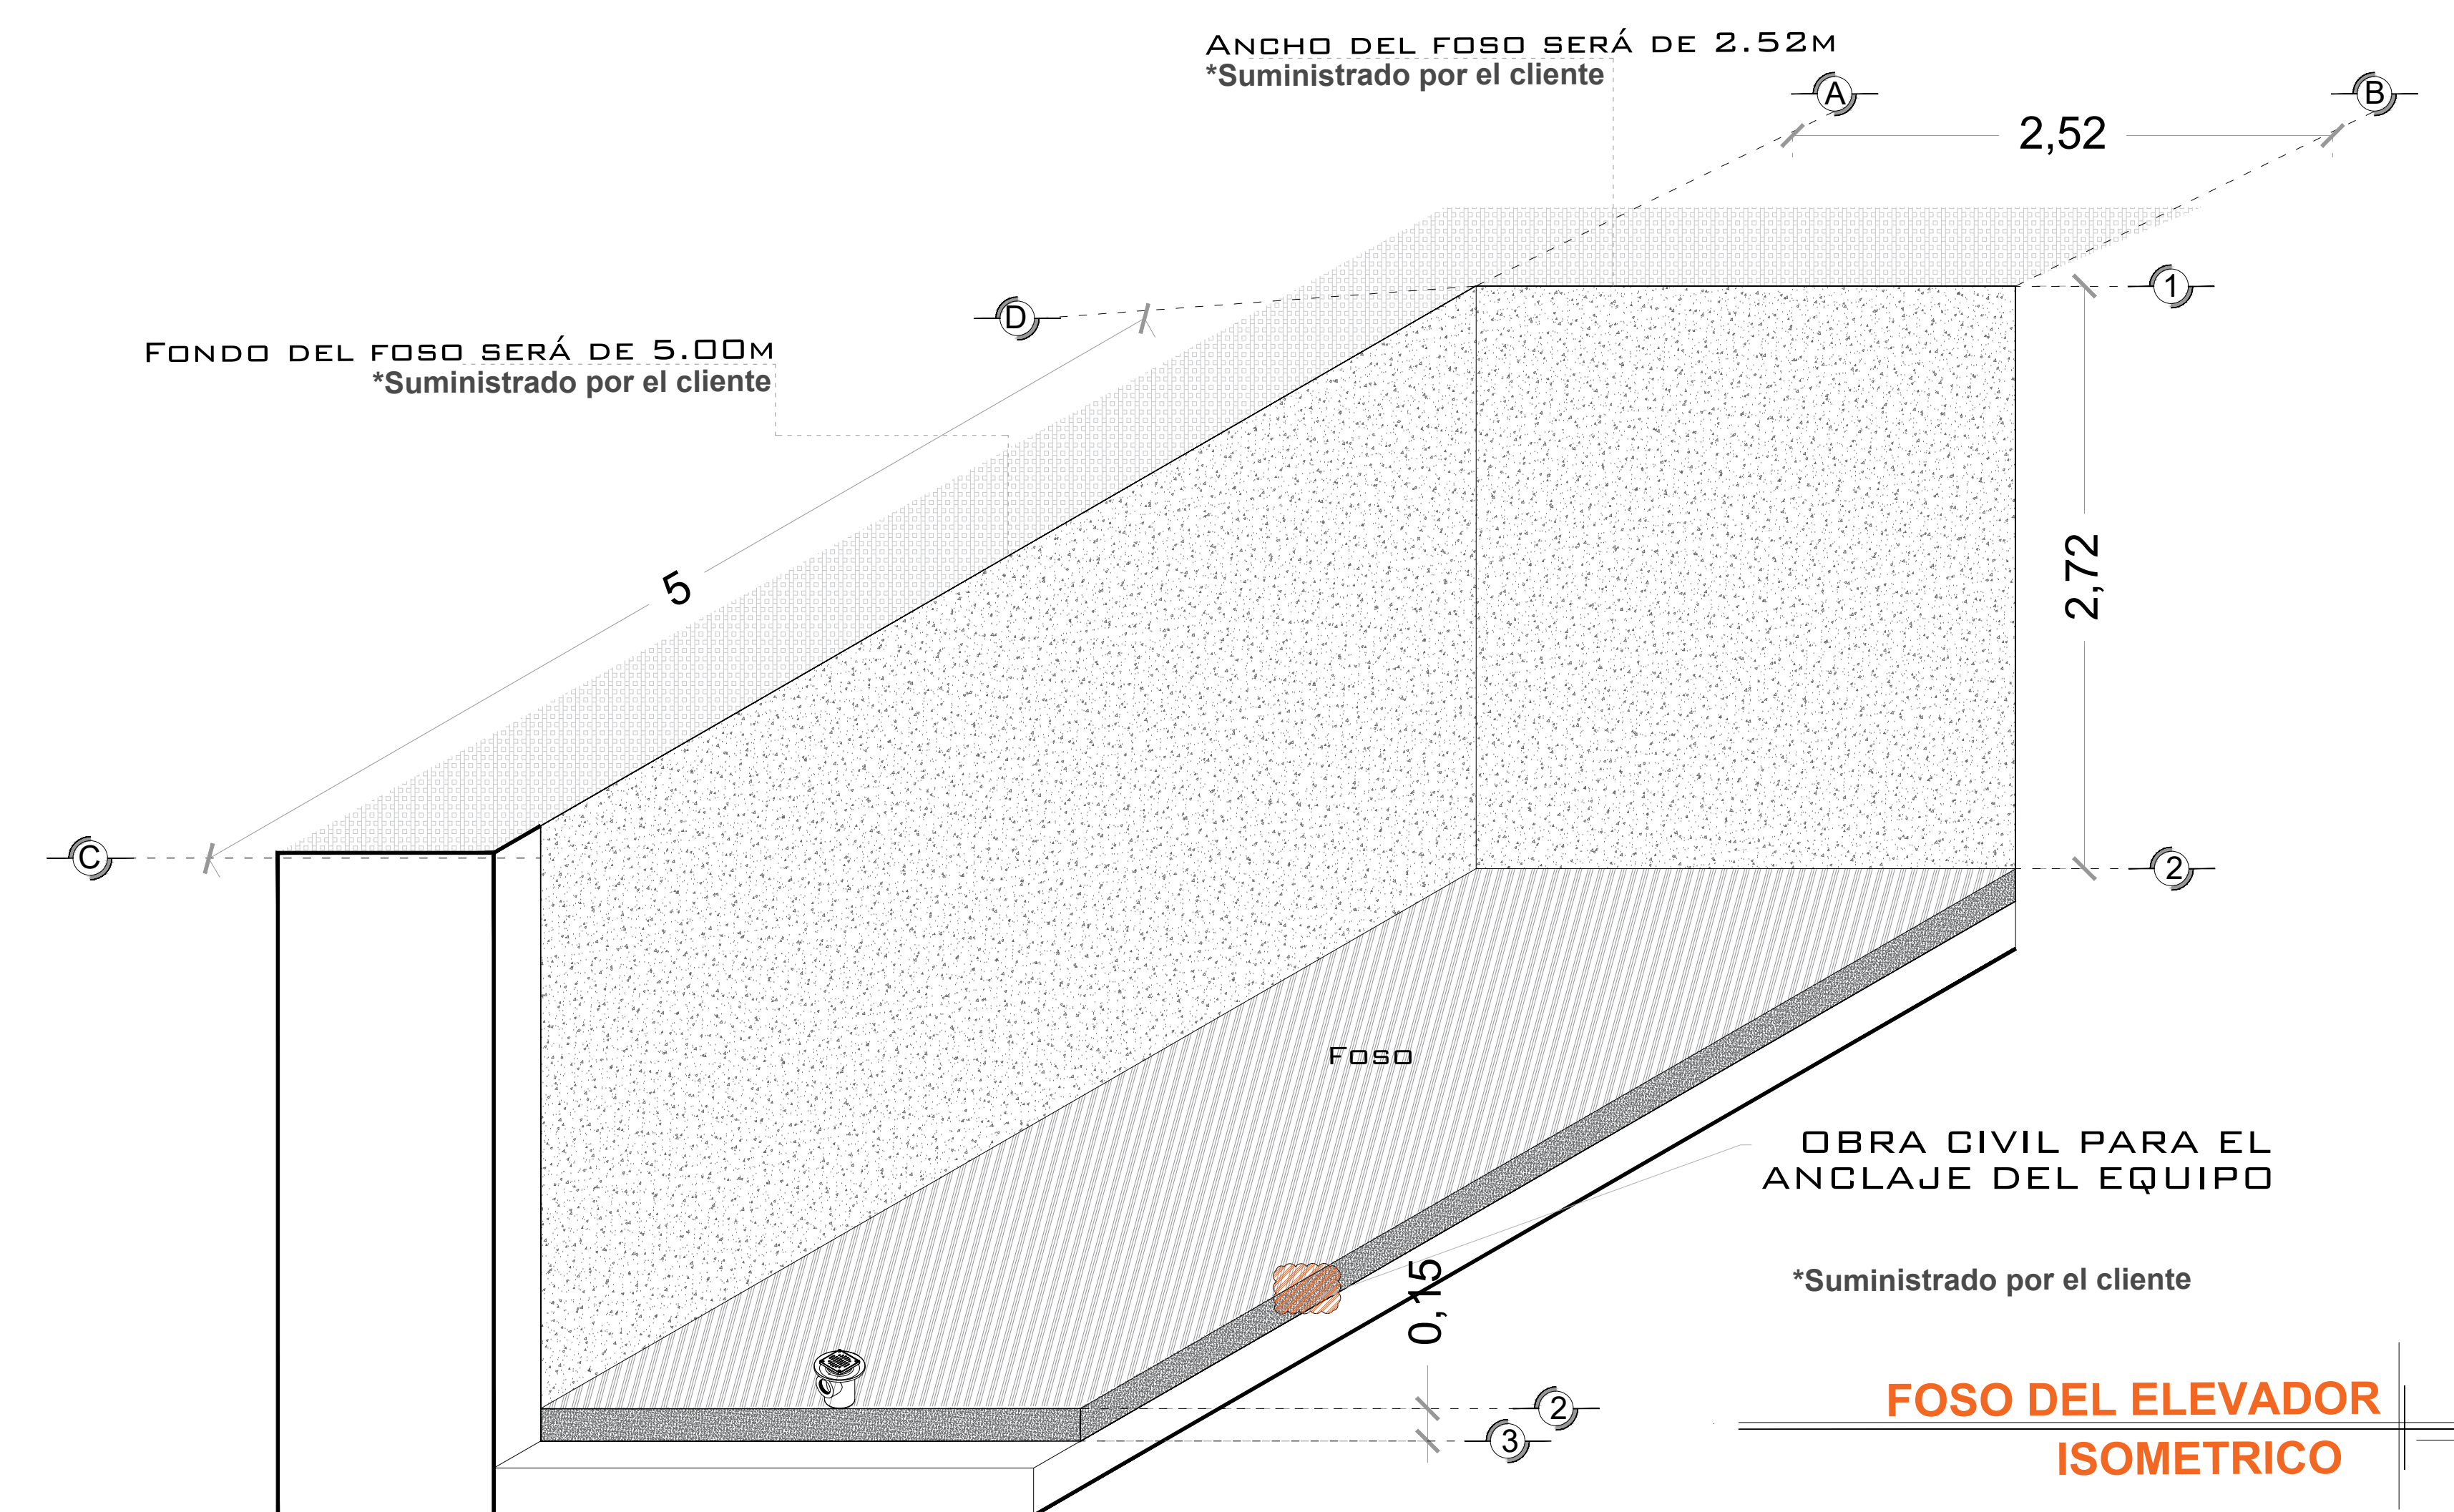 ANCHO DEL FOSO SERÁ DE 2.52M
*Suministrado por el cliente
A
B
2,52
D
1
FONDO DEL FOSO SERÁ DE 5.00M
*Suministrado por el cliente
5
2,72
C
2
FOSO
OBRA CIVIL PARA EL
ANCLAJE DEL EQUIPO
*Suministrado por el cliente
0,15
2
3
FOSO DEL ELEVADOR
ISOMETRICO